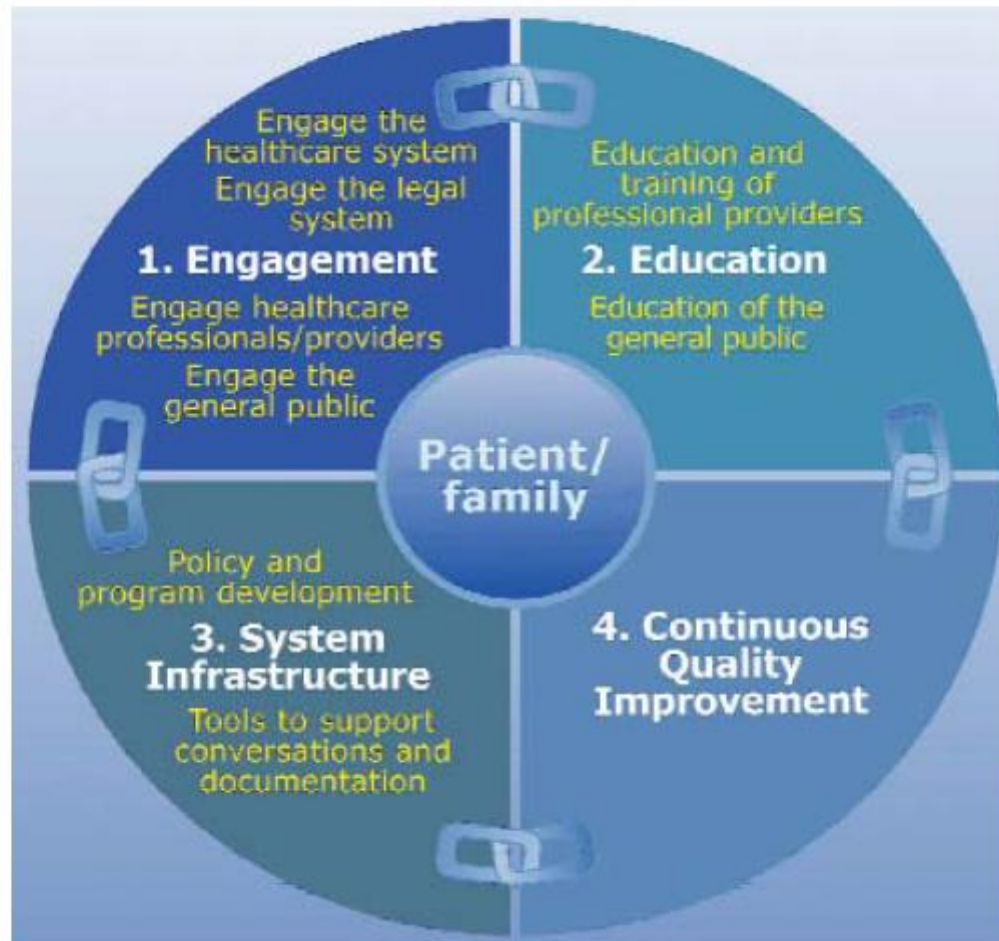 Engage the
healthcare system
Engage the legal
system
1. Engagement
Engage healthcare
professionals/providers
Engage the
general public
Education and
training of
professional providers
2. Education
Education of the
general public
Patient/
family
Policy and
program development
3. System
Infrastructure
Tools to support
conversations and
documentation
4. Continuous
Quality
Improvement